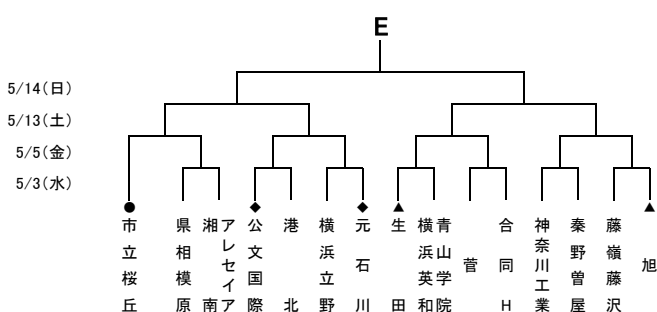 E
5/14(日)
5/13(土)
5/5(金)
5/3(水)
● ◆ ◆ ▲ ▲
市立桜丘
県相模原
湘南
アレセイア
公文国際
港北
横浜立野
元石川
生田
横浜英和
青山学院
菅
合同H
神奈川工業
秦野曽屋
藤嶺藤沢
旭